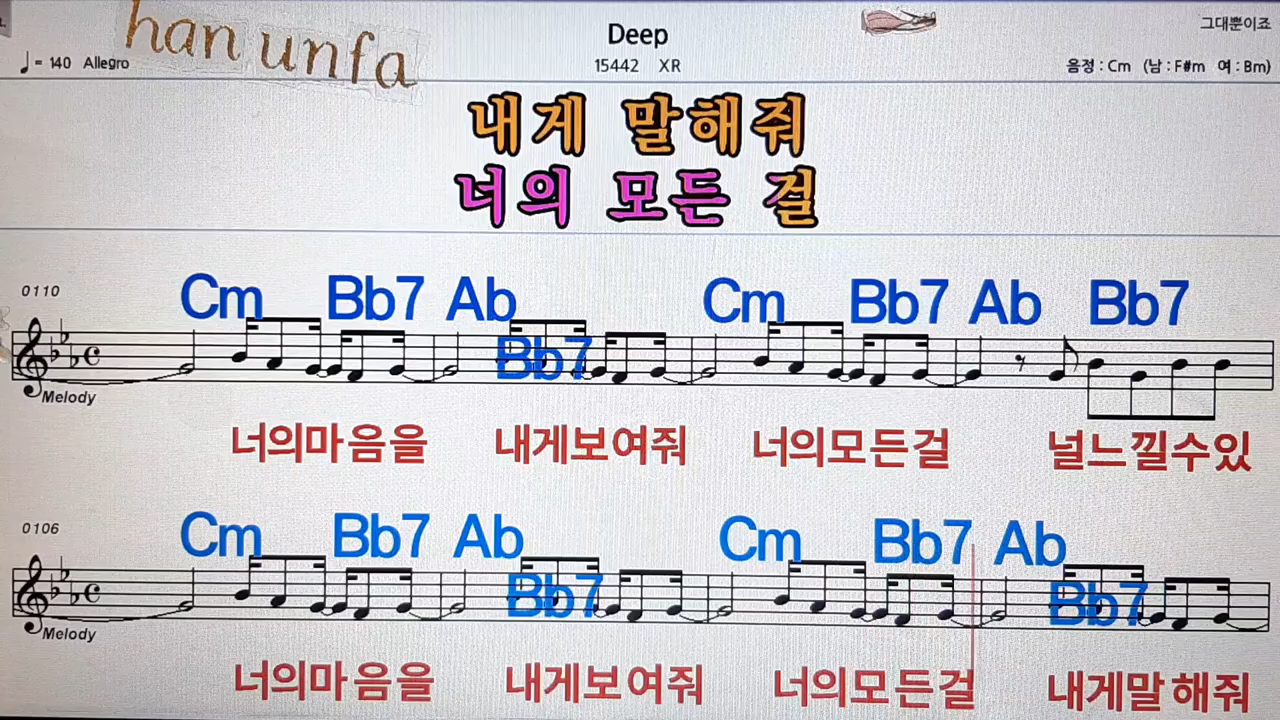 han unfa
Deep
그대뿐이죠
♩= 140 Allegro
15442 XR
음정 : Cm (남 : F#m 여 : Bm)
내게 말해줘
너의 모든 걸
0110
Cm Bb7 Ab Bb7 Cm Bb7 Ab Bb7
Melody
너의마음을 내게보여줘 너의모든걸 널느낄수있
0106
Cm Bb7 Ab Bb7 Cm Bb7 Ab Bb7
Melody
너의마음을 내게보여줘 너의모든걸 내게말해줘